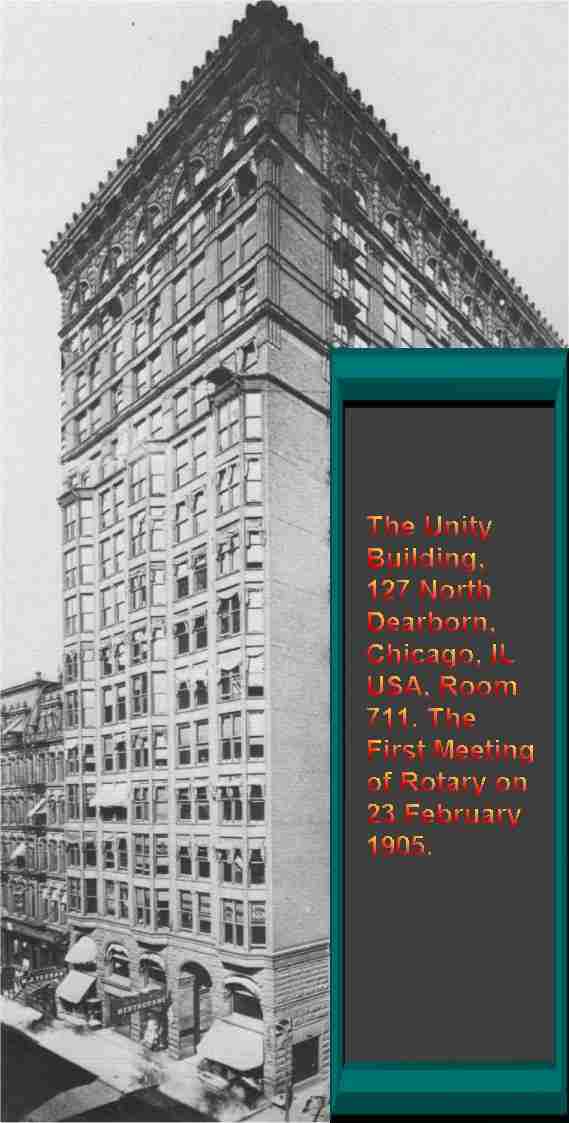 The Unity
Building,
127 North
Dearborn,
Chicago, IL
USA, Room
711. The
First Meeting
of Rotary on
23 February
1905.